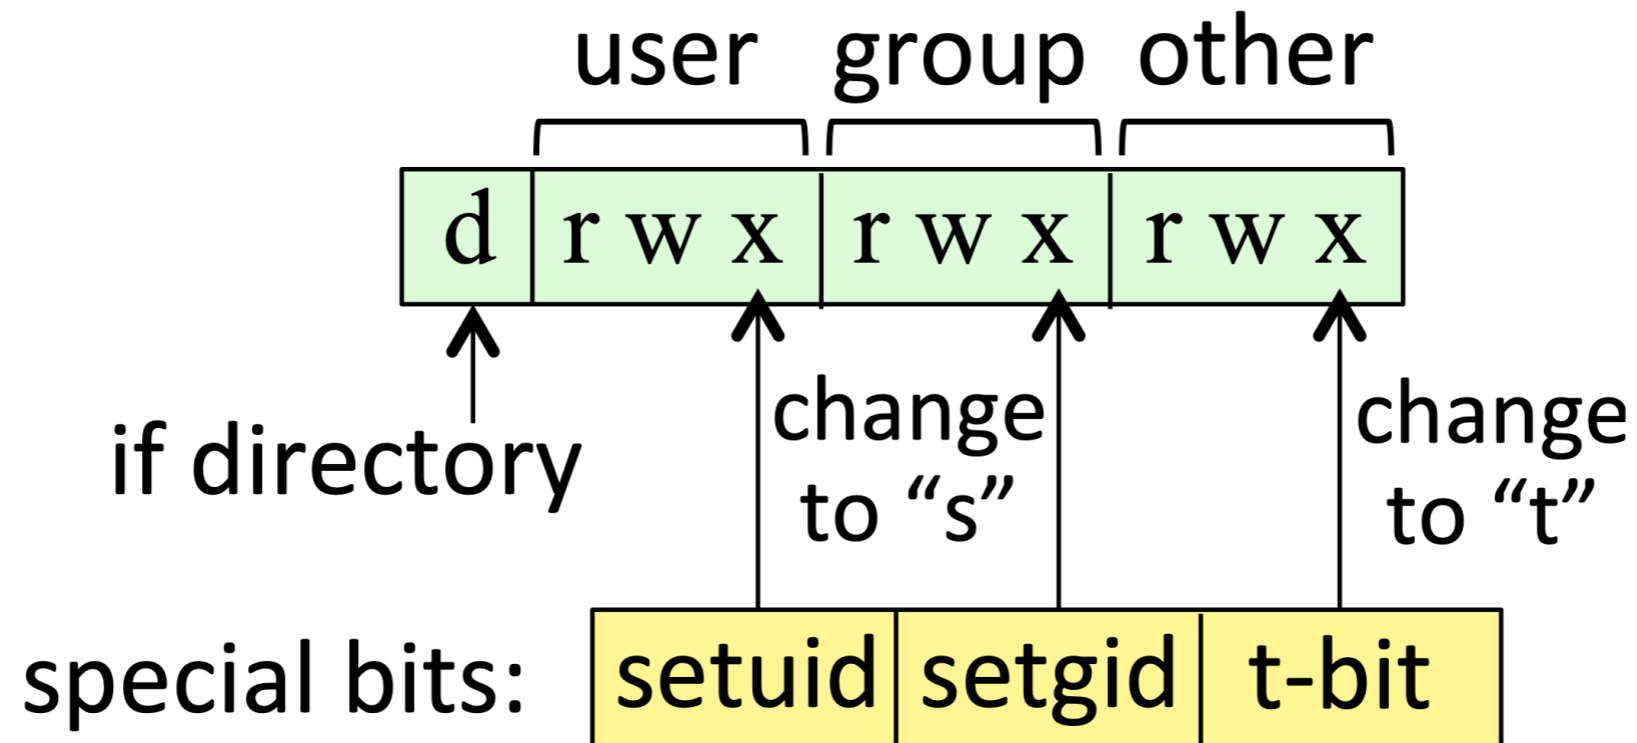 user group other
d r w x r w x r w x
if directory
change
to “s”
change
to “t”
special bits: setuid setgid t-bit